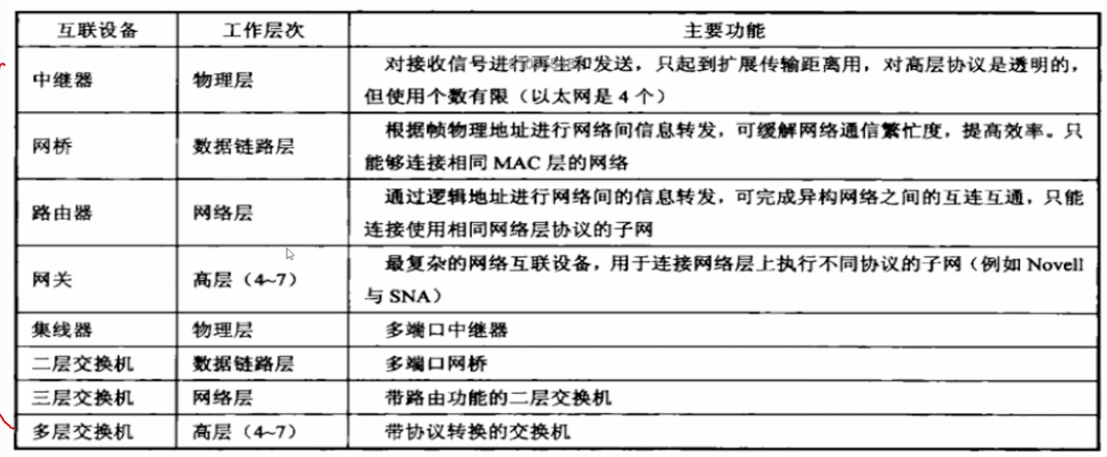 互联设备 工作层次 主要功能
中继器 物理层 对接收信号进行再生和发送，只起到扩展传输距离用，对高层协议是透明的，
但使用个数有限（以太网是 4 个）
网桥 数据链路层 根据帧物理地址进行网络间信息转发，可缓解网络通信繁忙度，提高效率。只
能够连接相同 MAC 层的网络
路由器 网络层 通过逻辑地址进行网络间的信息转发，可完成异构网络之间的互连互通，只能
连接使用相同网络层协议的子网
网关 高层（4~7） 最复杂的网络互联设备，用于连接网络层上执行不同协议的子网（例如 Novell
与 SNA）
集线器 物理层 多端口中继器
二层交换机 数据链路层 多端口网桥
三层交换机 网络层 带路由功能的二层交换机
多层交换机 高层（4~7） 带协议转换的交换机